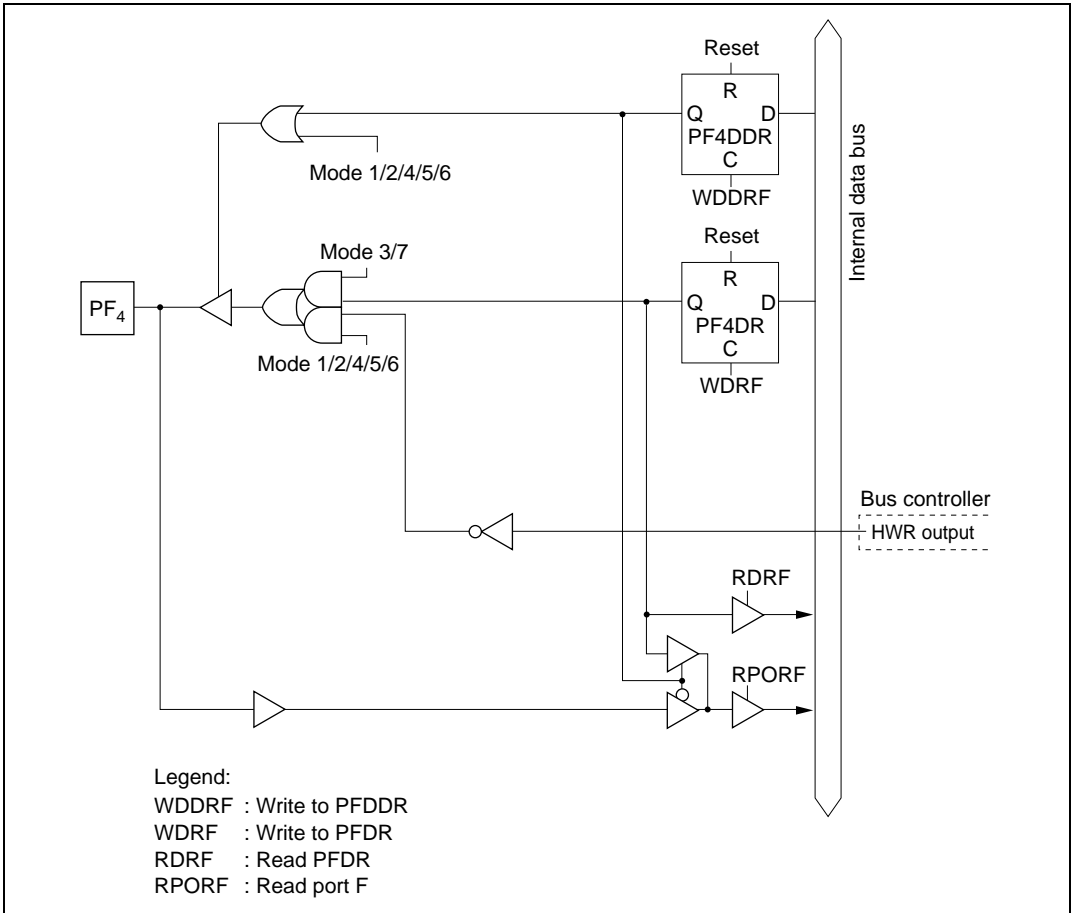 Reset
R
Q D
PF4DDR
C
WDDRF
Mode 1/2/4/5/6
Internal data bus
Reset
R
Q D
PF4DR
C
WDRF
Mode 3/7
PF4
Mode 1/2/4/5/6
Bus controller
HWR output
RDRF
RPORF
Legend:
WDDRF : Write to PFDDR
WDRF : Write to PFDR
RDRF : Read PFDR
RPORF : Read port F